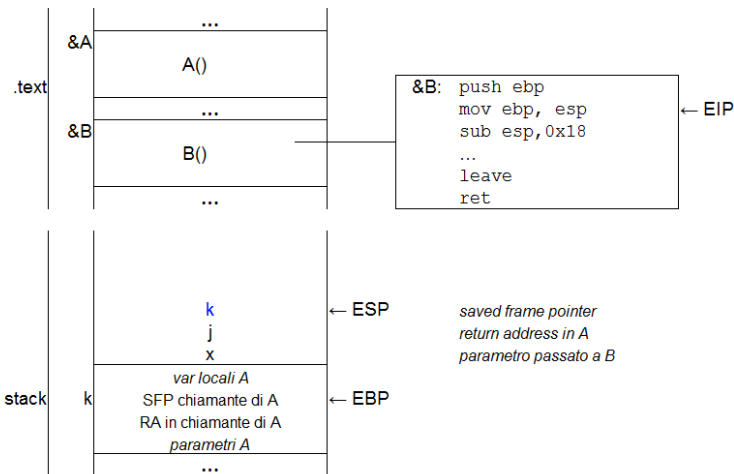 ...
&A
A()
.text
...
&B
B()
...
&B: push ebp
mov ebp, esp
← EIP
sub esp,0x18
...
leave
ret
k ← ESP saved frame pointer
j return address in A
x parametro passato a B
var locali A
stack k SFP chiamante di A ← EBP
RA in chiamante di A
parametri A
...